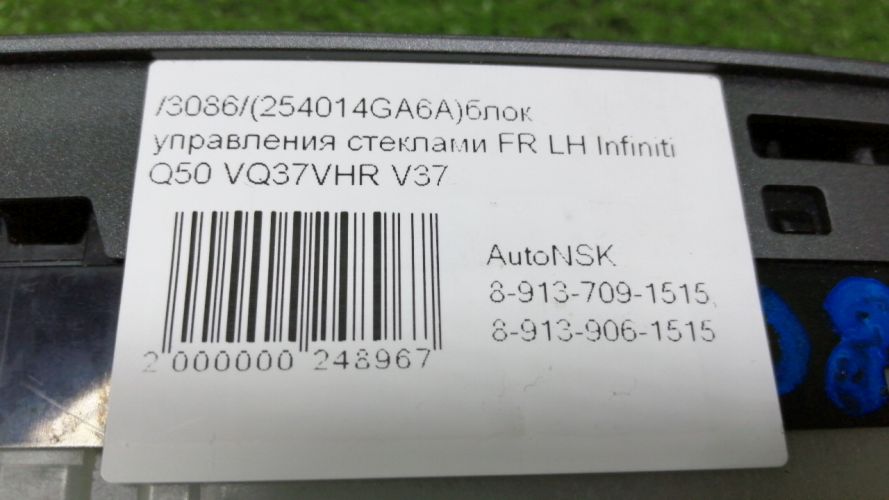 /3086/(254014GA6A)блок
управления стеклами FR LH Infiniti
Q50 VQ37VHR V37
AutoNSK
8-913-709-1515,
8-913-906-1515
2 000000 248967